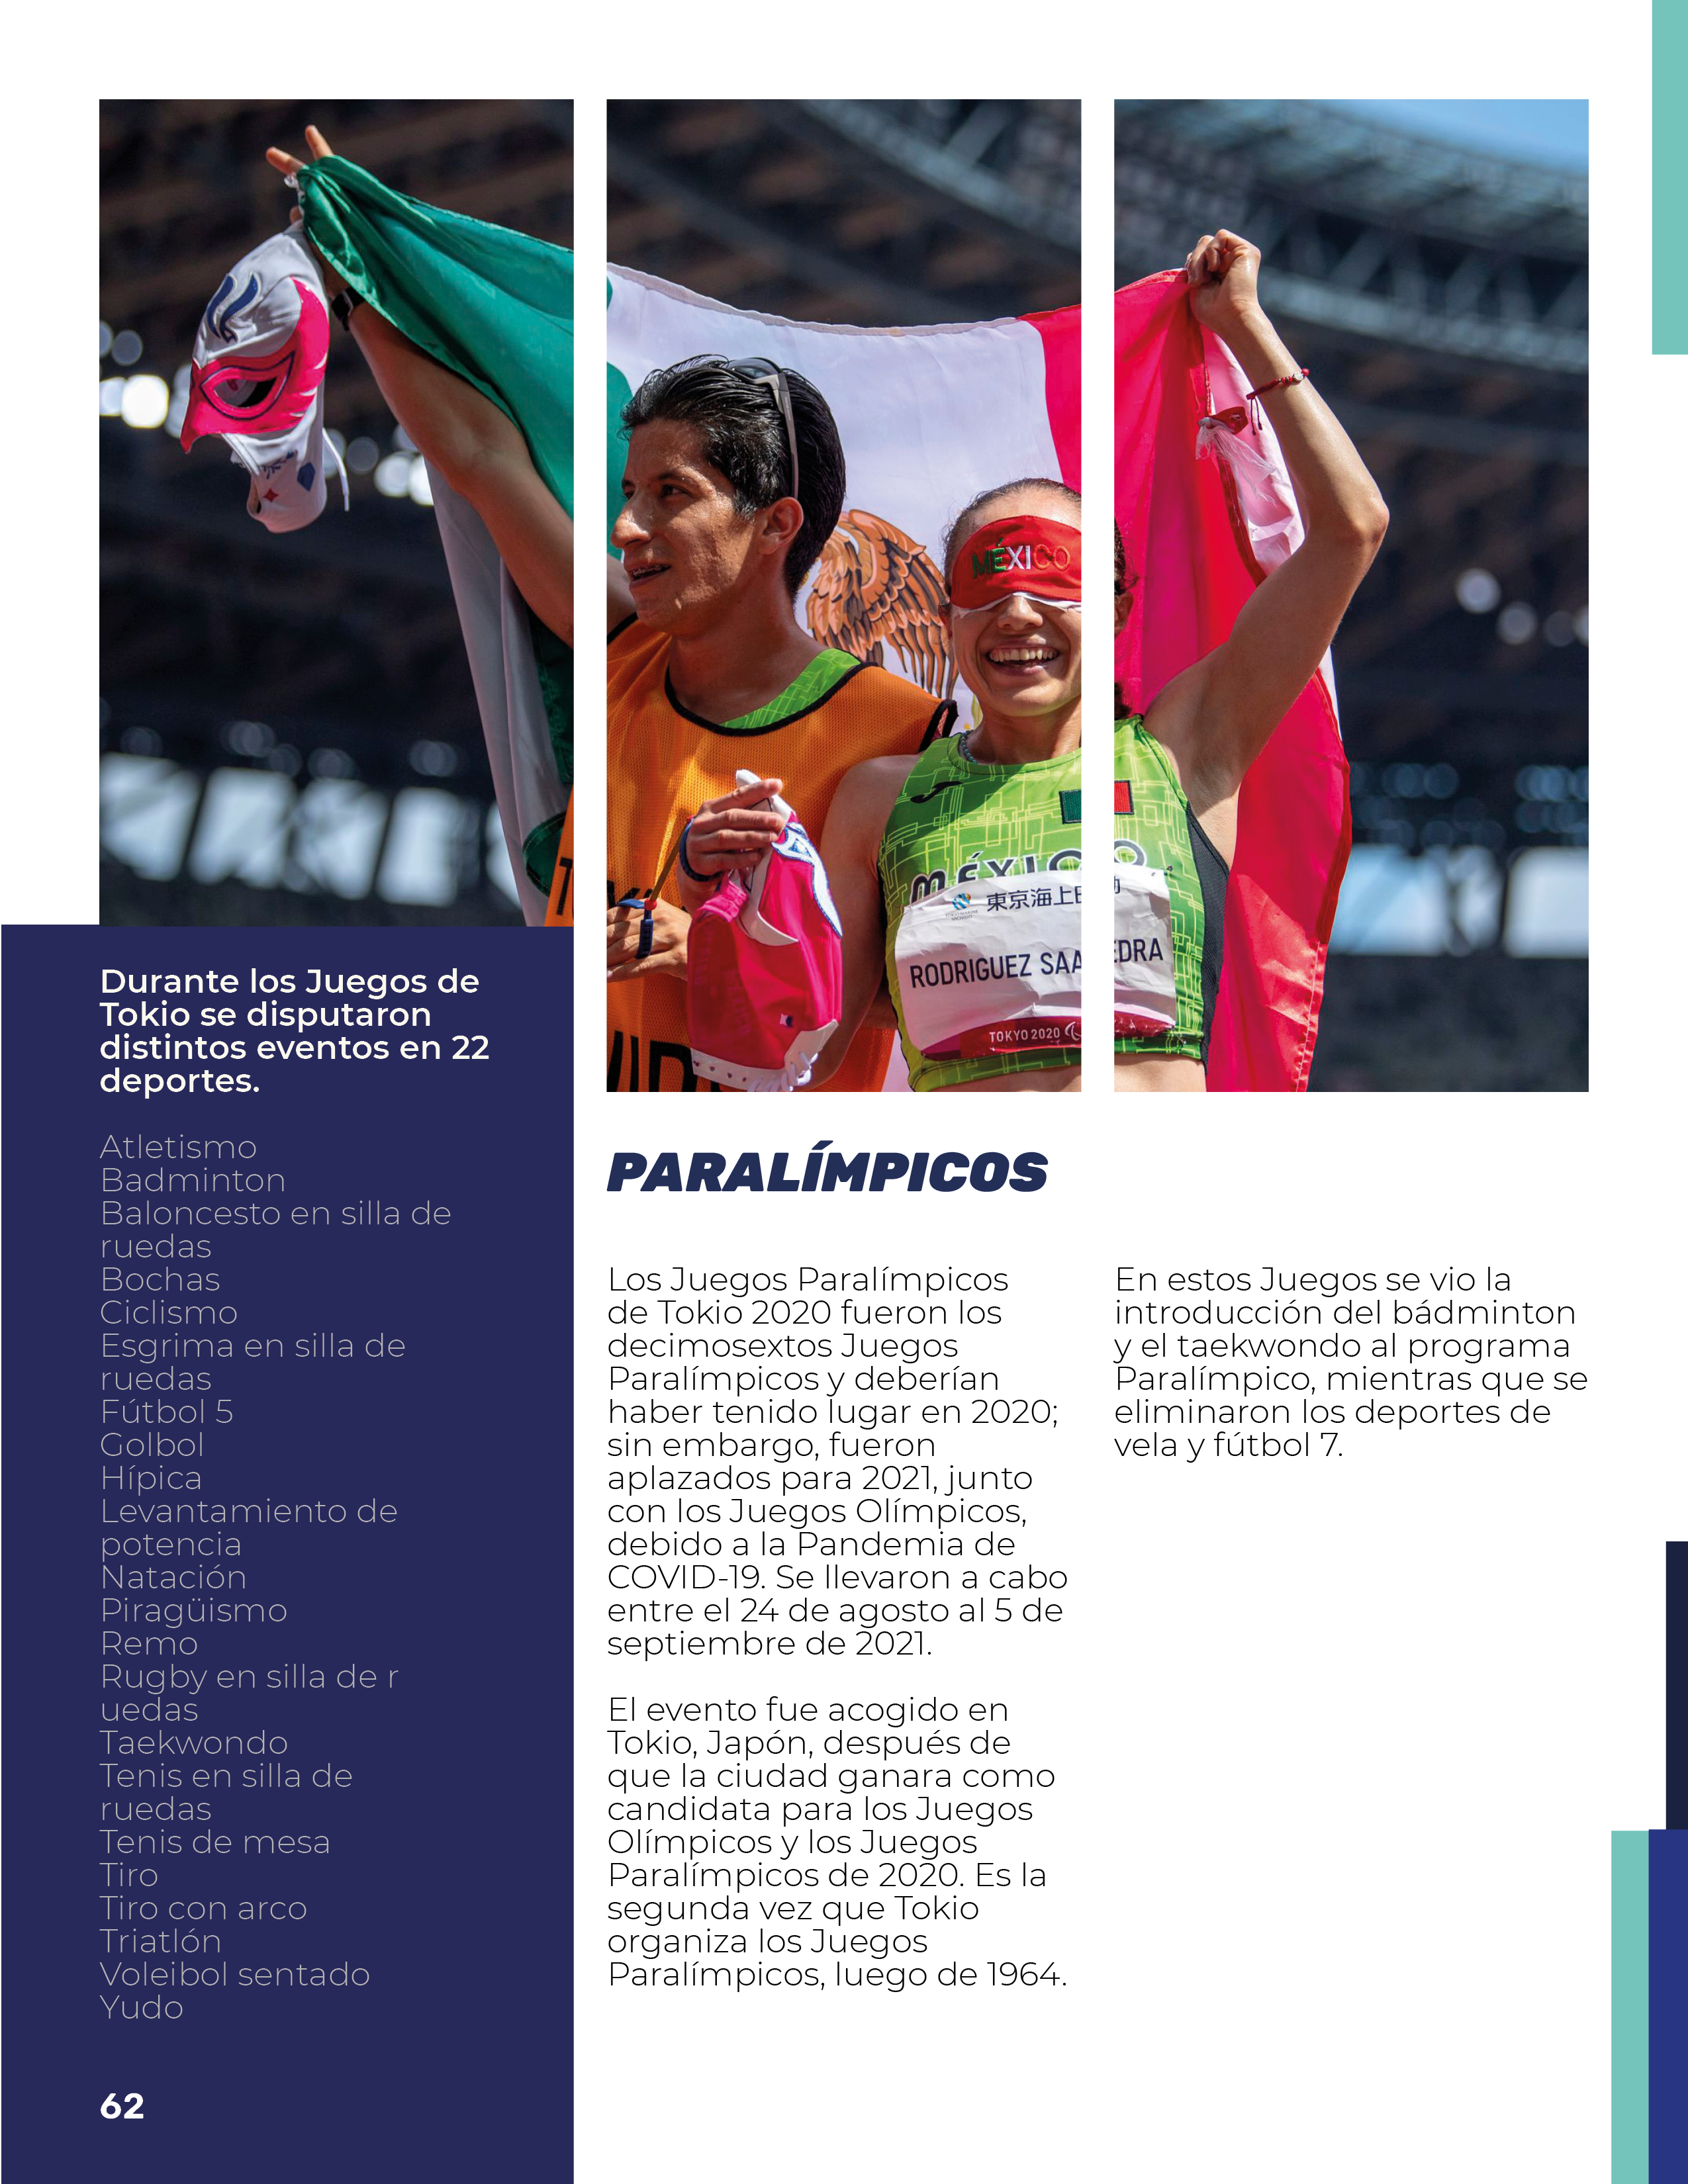 MÉXICO
MÉXICO
東京海上日動
RODRIGUEZ SAA EDRA
TOKYO 2020
Durante los Juegos de
Tokio se disputaron
distintos eventos en 22
deportes.
Atletismo
Badminton
Baloncesto en silla de
ruedas
Bochas
Ciclismo
Esgrima en silla de
ruedas
Fútbol 5
Golbol
Hípica
Levantamiento de
potencia
Natación
Piragüismo
Remo
Rugby en silla de r
uedas
Taekwondo
Tenis en silla de
ruedas
Tenis de mesa
Tiro
Tiro con arco
Triatlón
Voleibol sentado
Yudo
62
PARALÍMPICOS
Los Juegos Paralímpicos
de Tokio 2020 fueron los
decimosextos Juegos
Paralímpicos y deberían
haber tenido lugar en 2020;
sin embargo, fueron
aplazados para 2021, junto
con los Juegos Olímpicos,
debido a la Pandemia de
COVID-19. Se llevaron a cabo
entre el 24 de agosto al 5 de
septiembre de 2021.
El evento fue acogido en
Tokio, Japón, después de
que la ciudad ganara como
candidata para los Juegos
Olímpicos y los Juegos
Paralímpicos de 2020. Es la
segunda vez que Tokio
organiza los Juegos
Paralímpicos, luego de 1964.
En estos Juegos se vio la
introducción del bádminton
y el taekwondo al programa
Paralímpico, mientras que se
eliminaron los deportes de
vela y fútbol 7.